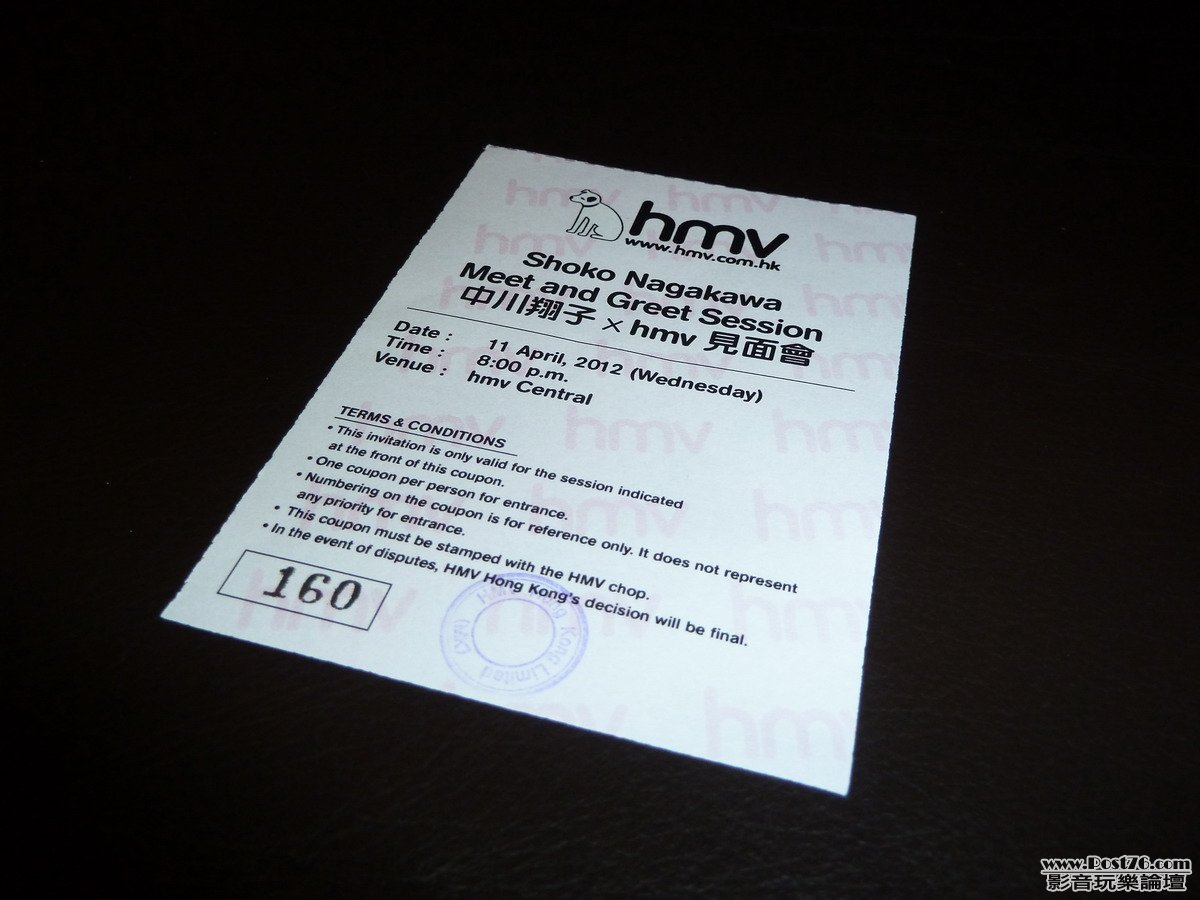 hmv
www.hmv.com.hk
Shoko Nagakawa
Meet and Greet Session
中川翔子 × hmv 見面會
Date : 11 April, 2012 (Wednesday)
Time : 8:00 p.m.
Venue : hmv Central
TERMS & CONDITIONS
• This invitation is only valid for the session indicated
at the front of this coupon.
• One coupon per person for entrance.
• Numbering on the coupon is for reference only. It does not represent
any priority for entrance.
• This coupon must be stamped with the HMV chop.
• In the event of disputes, HMV Hong Kong's decision will be final.
160
HMV Hong Kong Limited
www.Post76.com
影音玩樂論壇